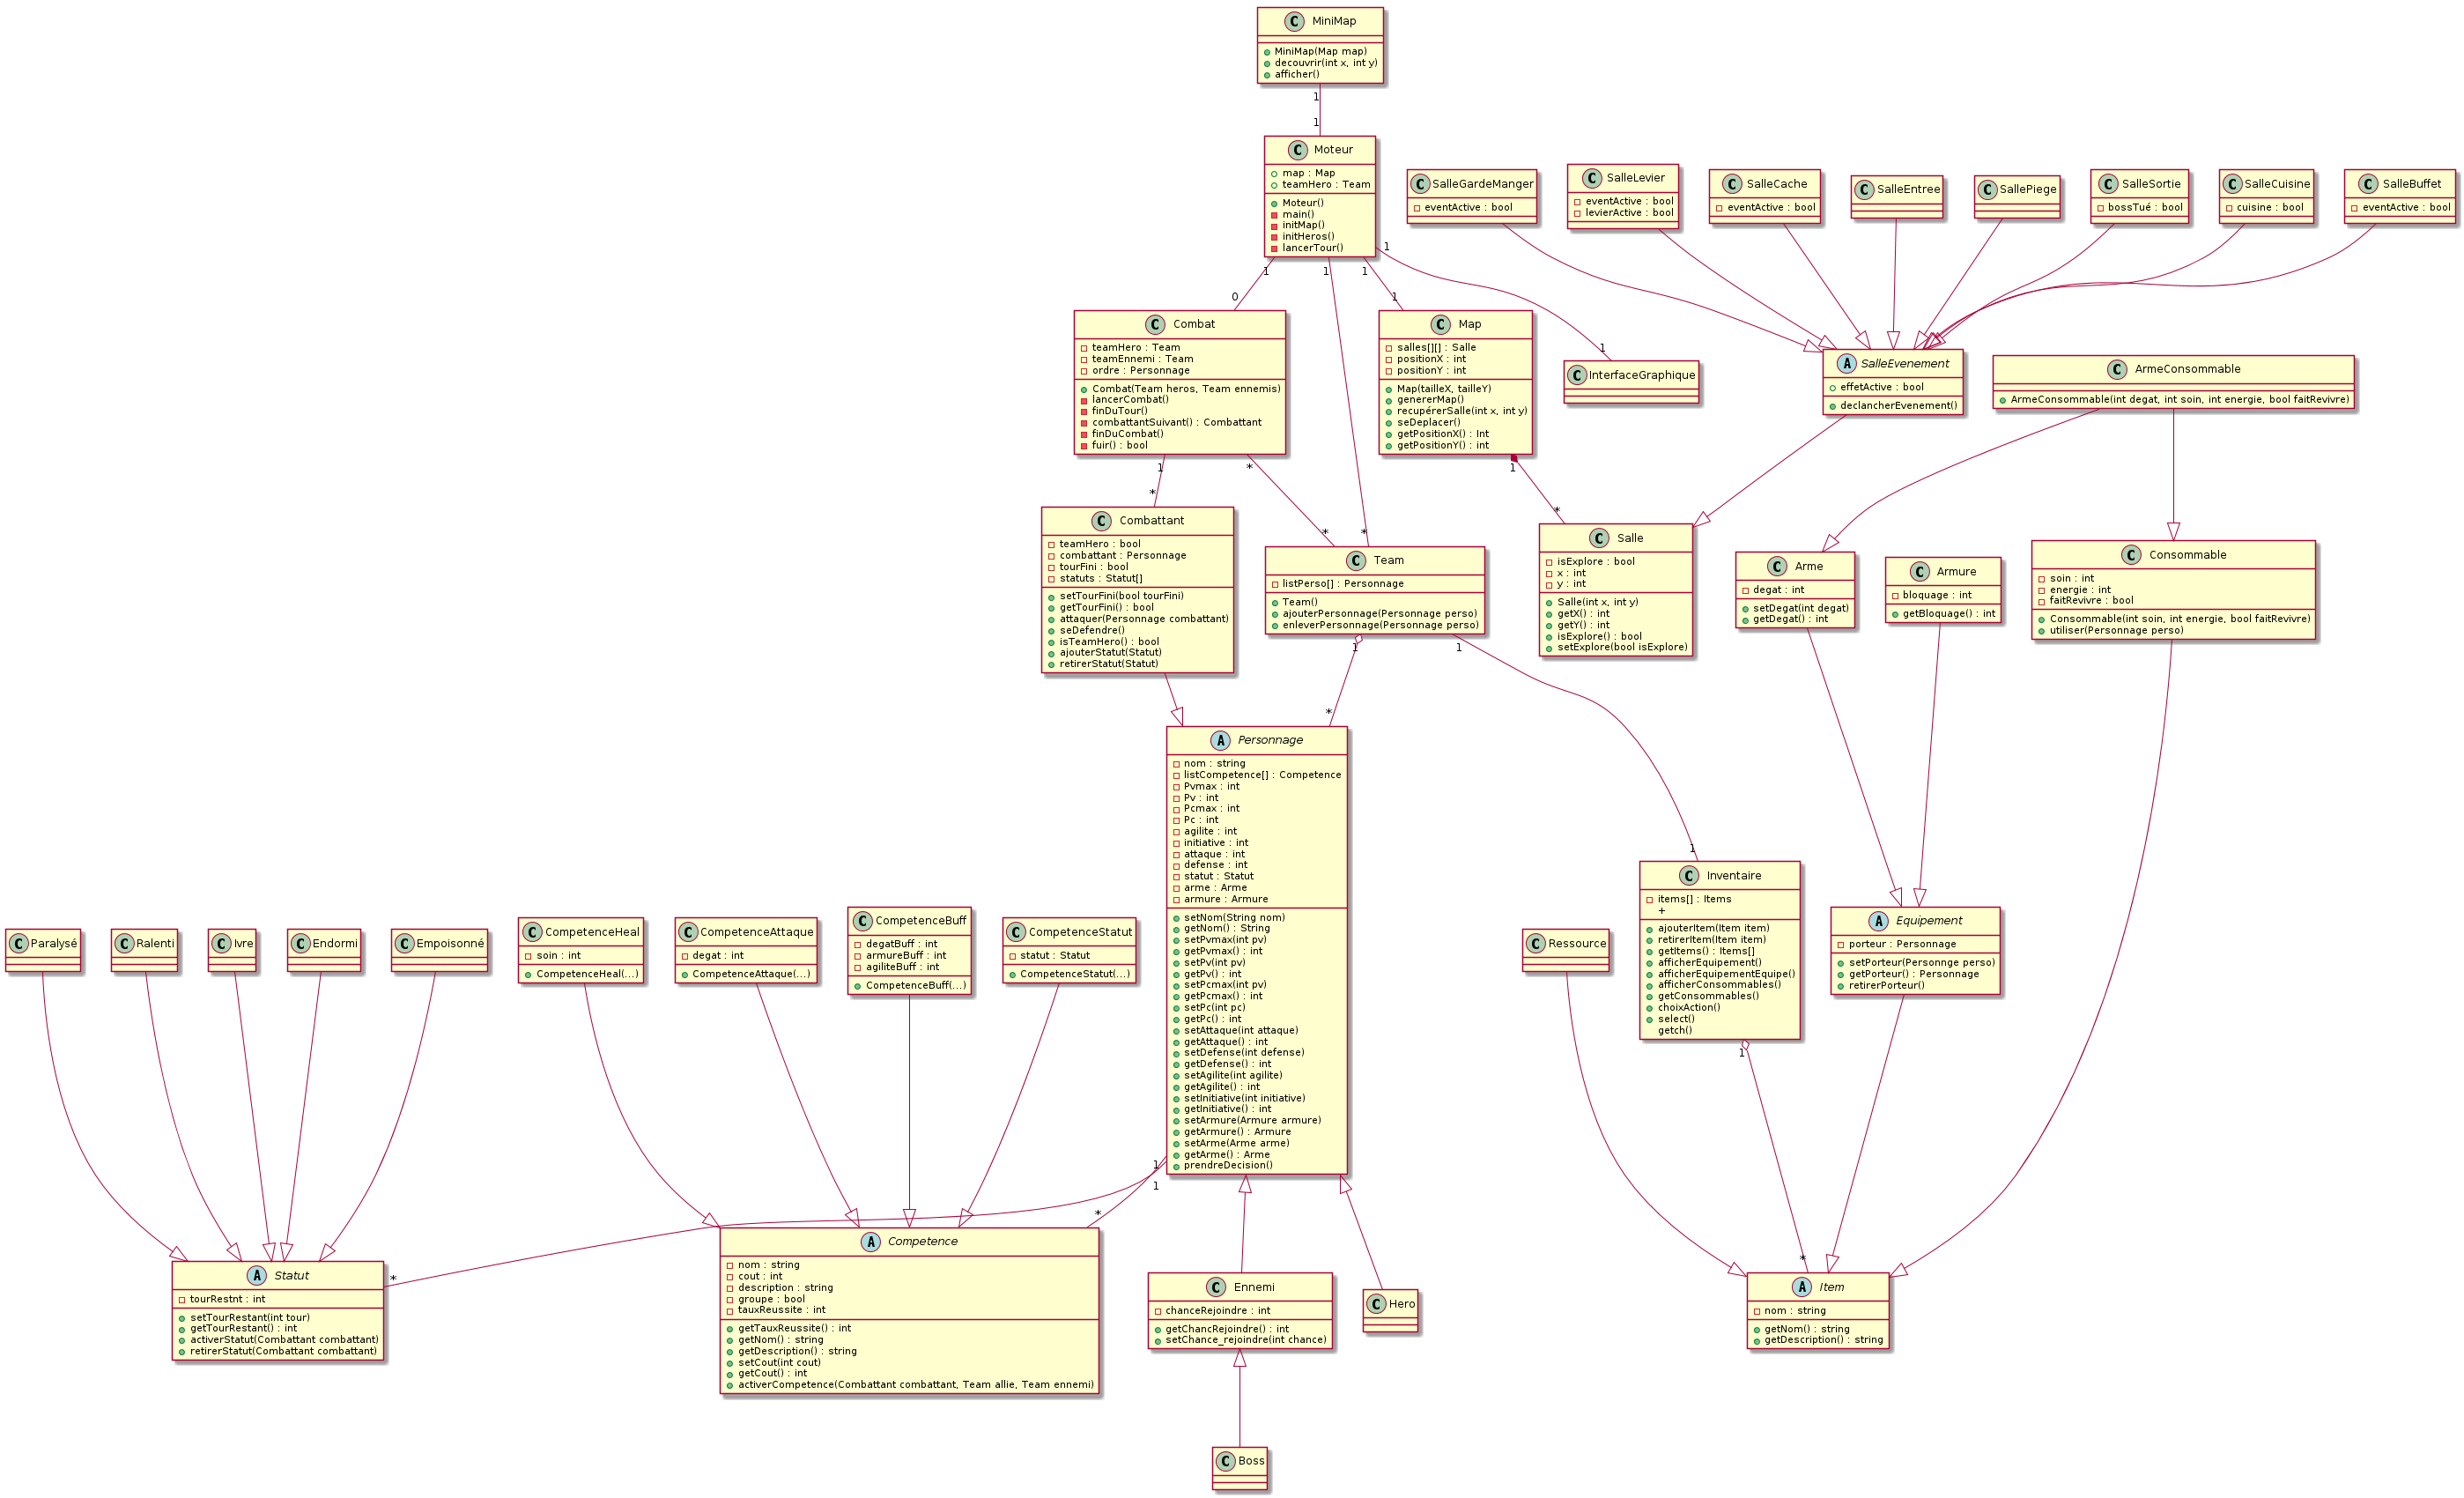 C MiniMap
MiniMap(Map map)
decouvrir(int x, int y)
afficher()
1
1
C Moteur
map : Map
teamHero : Team
Moteur()
main()
initMap()
initHeros()
lancerTour()
1
1
1
1
C SalleGardeManger
eventActive : bool
C SalleLevier
eventActive : bool
levierActive : bool
C SalleCache
eventActive : bool
C SalleEntree
C SallePiege
C SalleSortie
bossTué : bool
C SalleCuisine
cuisine : bool
C SalleBuffet
eventActive : bool
0
1
1
C Combat
teamHero : Team
teamEnnemi : Team
ordre : Personnage
Combat(Team heros, Team ennemis)
lancerCombat()
finDuTour()
combattantSuivant() : Combattant
finDuCombat()
fuir() : bool
1
*
C Map
salles[][] : Salle
positionX : int
positionY : int
Map(tailleX, tailleY)
genererMap()
recupérerSalle(int x, int y)
seDeplacer()
getPositionX() : Int
getPositionY() : int
1
C InterfaceGraphique
A SalleEvenement
effetActive : bool
declancherEvenement()
C ArmeConsommable
ArmeConsommable(int degat, int soin, int energie, bool faitRevivre)
*
*
*
*
C Combattant
teamHero : bool
combattant : Personnage
tourFini : bool
statuts : Statut[]
setTourFini(bool tourFini)
getTourFini() : bool
attaquer(Personnage combattant)
seDefendre()
isTeamHero() : bool
ajouterStatut(Statut)
retirerStatut(Statut)
C Team
listPerso[] : Personnage
Team()
ajouterPersonnage(Personnage perso)
enleverPersonnage(Personnage perso)
1
1
C Salle
isExplore : bool
x : int
y : int
Salle(int x, int y)
getX() : int
getY() : int
isExplore() : bool
setExplore(bool isExplore)
C Arme
degat : int
setDegat(int degat)
getDegat() : int
C Armure
bloquage : int
getBloquage() : int
C Consommable
soin : int
energie : int
faitRevivre : bool
Consommable(int soin, int energie, bool faitRevivre)
utiliser(Personnage perso)
*
A Personnage
nom : string
listCompetence[] : Competence
Pvmax : int
Pv : int
Pcmax : int
Pc : int
agilite : int
initiative : int
attaque : int
defense : int
statut : Statut
arme : Arme
armure : Armure
setNom(String nom)
getNom() : String
setPvmax(int pv)
getPvmax() : int
setPv(int pv)
getPv() : int
setPcmax(int pv)
getPcmax() : int
setPc(int pc)
getPc() : int
setAttaque(int attaque)
getAttaque() : int
setDefense(int defense)
getDefense() : int
setAgilite(int agilite)
getAgilite() : int
setInitiative(int initiative)
getInitiative() : int
setArmure(Armure armure)
getArmure() : Armure
setArme(Arme arme)
getArme() : Arme
prendreDecision()
1
1
1
C Inventaire
items[] : Items
+
ajouterItem(Item item)
retirerItem(Item item)
getItems() : Items[]
afficherEquipement()
afficherEquipementEquipe()
afficherConsommables()
getConsommables()
choixAction()
select()
getch()
1
C Paralysé
C Ralenti
C Ivre
C Endormi
C Empoisonné
C CompetenceHeal
soin : int
CompetenceHeal(...)
C CompetenceAttaque
degat : int
CompetenceAttaque(...)
C CompetenceBuff
degatBuff : int
armureBuff : int
agiliteBuff : int
CompetenceBuff(...)
C CompetenceStatut
statut : Statut
CompetenceStatut(...)
C Ressource
A Equipement
porteur : Personnage
setPorteur(Personnge perso)
getPorteur() : Personnage
retirerPorteur()
*
*
*
A Statut
tourRestnt : int
setTourRestant(int tour)
getTourRestant() : int
activerStatut(Combattant combattant)
retirerStatut(Combattant combattant)
A Competence
nom : string
cout : int
description : string
groupe : bool
tauxReussite : int
getTauxReussite() : int
getNom() : string
getDescription() : string
setCout(int cout)
getCout() : int
activerCompetence(Combattant combattant, Team allie, Team ennemi)
C Ennemi
chanceRejoindre : int
getChancRejoindre() : int
setChance_rejoindre(int chance)
C Hero
A Item
nom : string
getNom() : string
getDescription() : string
C Boss